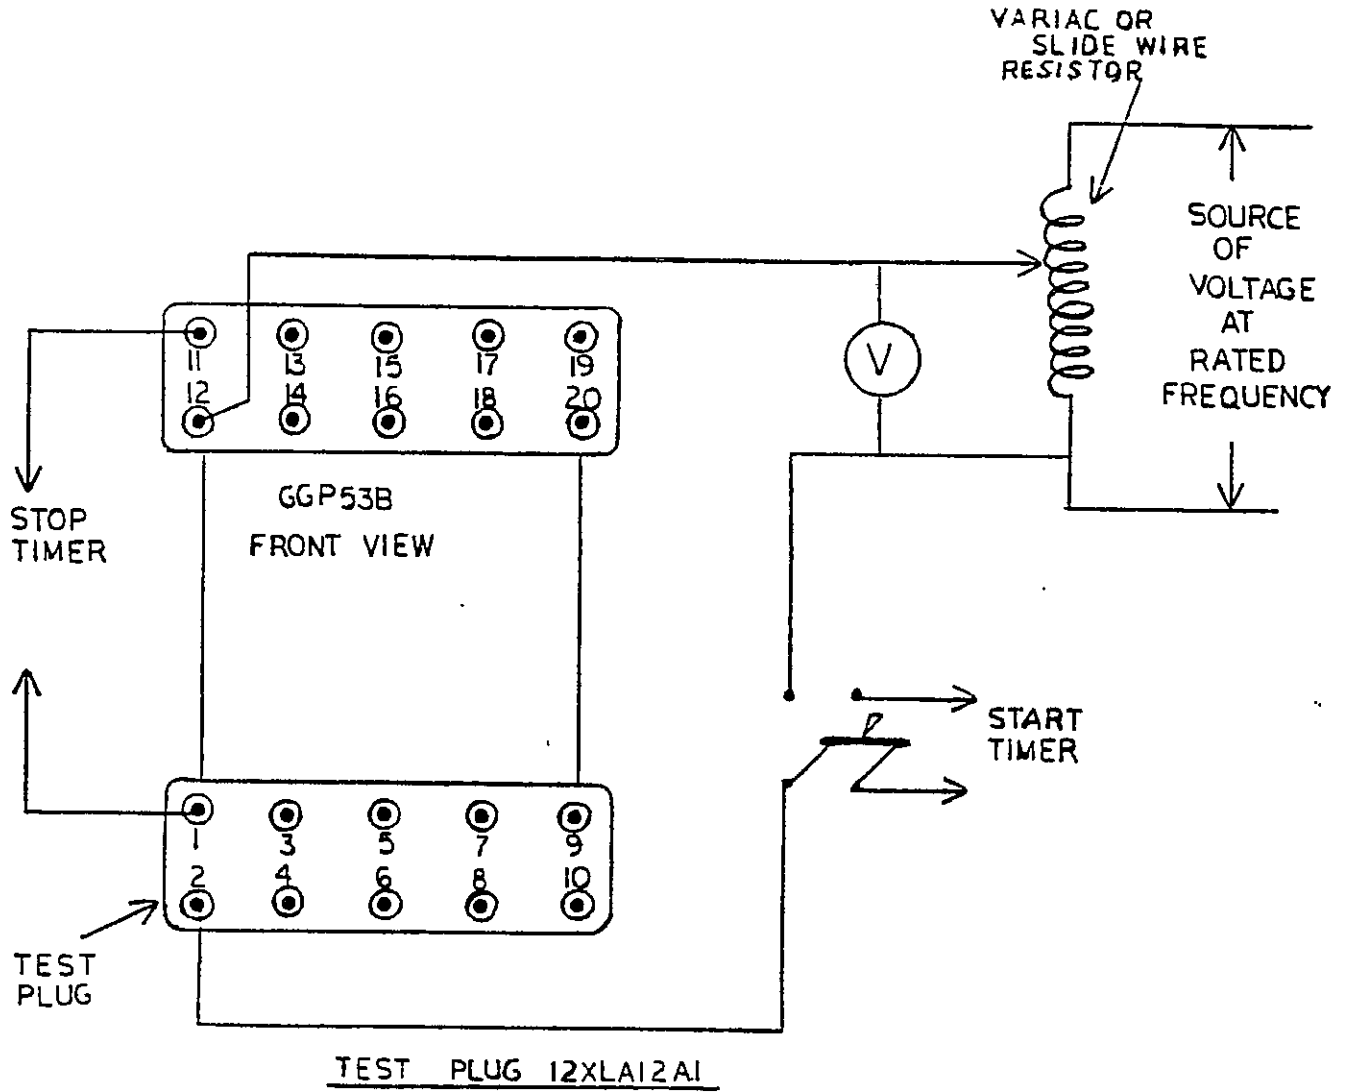 VARIAC OR
SLIDE WIRE
RESISTOR
SOURCE
OF
VOLTAGE
AT
RATED
FREQUENCY
V
11 13 15 17 19
12 14 16 18 20
GGP53B
FRONT VIEW
STOP
TIMER
START
TIMER
1 3 5 7 9
2 4 6 8 10
TEST
PLUG
TEST PLUG 12XLA12A1